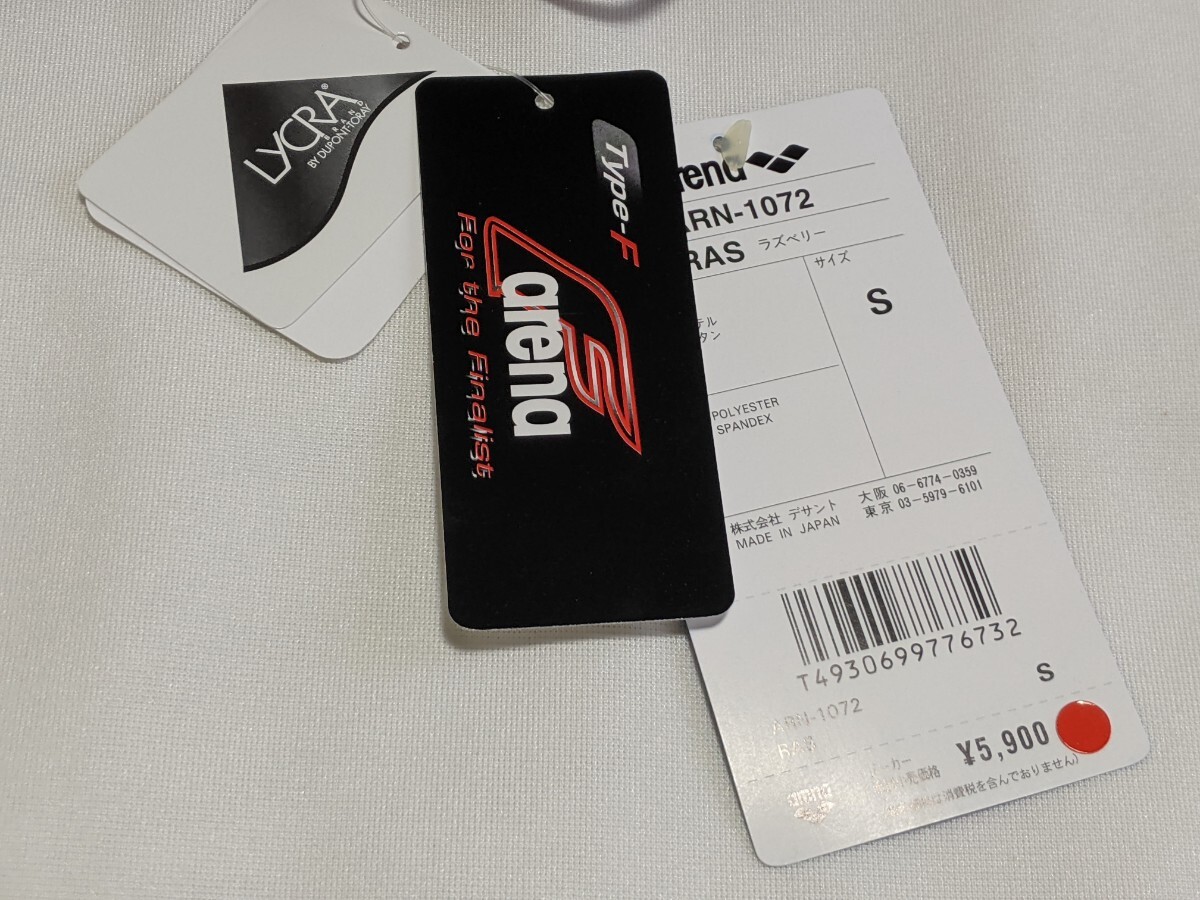 LYCRA®
BRAND
BY DUPONT-TORAY
Type-F
arena
For the Finalist
arena
ARN-1072
RAS ラズベリー
サイズ
S
テル
タン
POLYESTER
SPANDEX
株式会社 デサント
MADE IN JAPAN
大阪 06-6774-0359
東京 03-5979-6101
T4930699776732
S
ARN-1072
RAS
¥5,900
arena